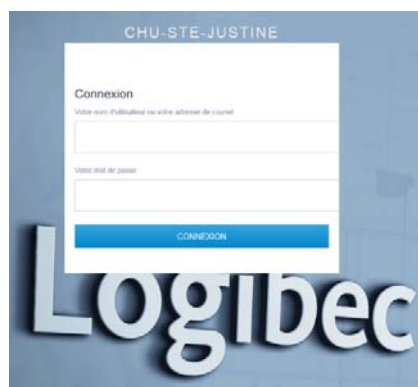 CHU-STE-JUSTINE
Connexion
Votre nom d'utilisateur ou votre adresse de courriel
Votre mot de passe
CONNEXION
Logibec